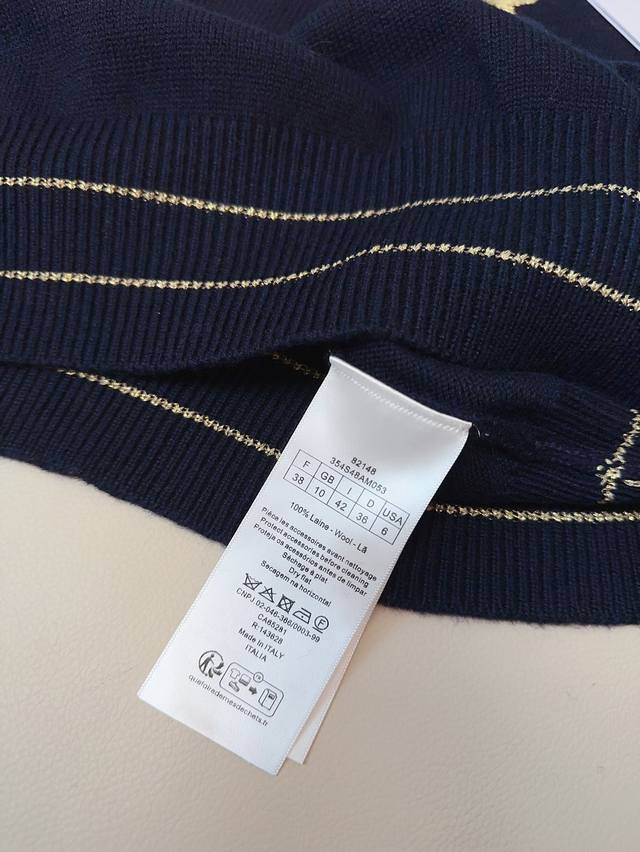 82148
354S48AM053
F GB I D USA
38 10 42 36 6
100% Laine - Wool - Lã
Pièce les accessoires avant nettoyage
Protect accessories before cleaning
Proteja os acessórios antes de limpar
Séchage à plat
Dry flat
Secagem na horizontal
F
CNPJ 02-046-386/0003-99
CA85281
R:143628
Made in ITALY
ITALIA
quefairedemesdechets.fr